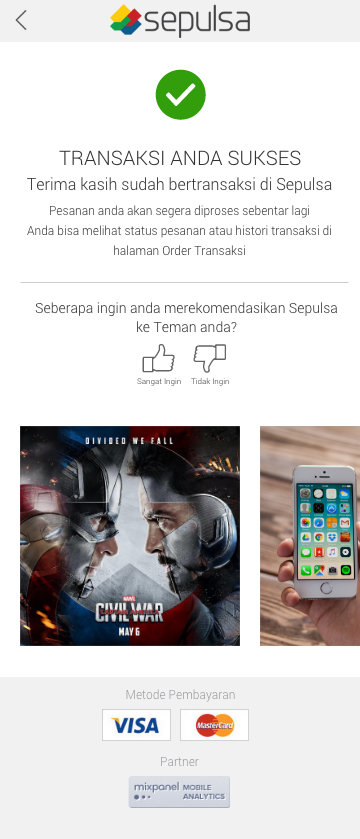 sepulsa
TRANSAKSI ANDA SUKSES
Terima kasih sudah bertransaksi di Sepulsa
Pesanan anda akan segera diproses sebentar lagi
Anda bisa melihat status pesanan atau histori transaksi di
halaman Order Transaksi
Seberapa ingin anda merekomendasikan Sepulsa
ke Teman anda?
Sangat Ingin Tidak Ingin
DIVIDED WE FALL
MARVEL
CIVIL WAR
MAY 6
Metode Pembayaran
VISA MasterCard
Partner
mixpanel MOBILE
ANALYTICS